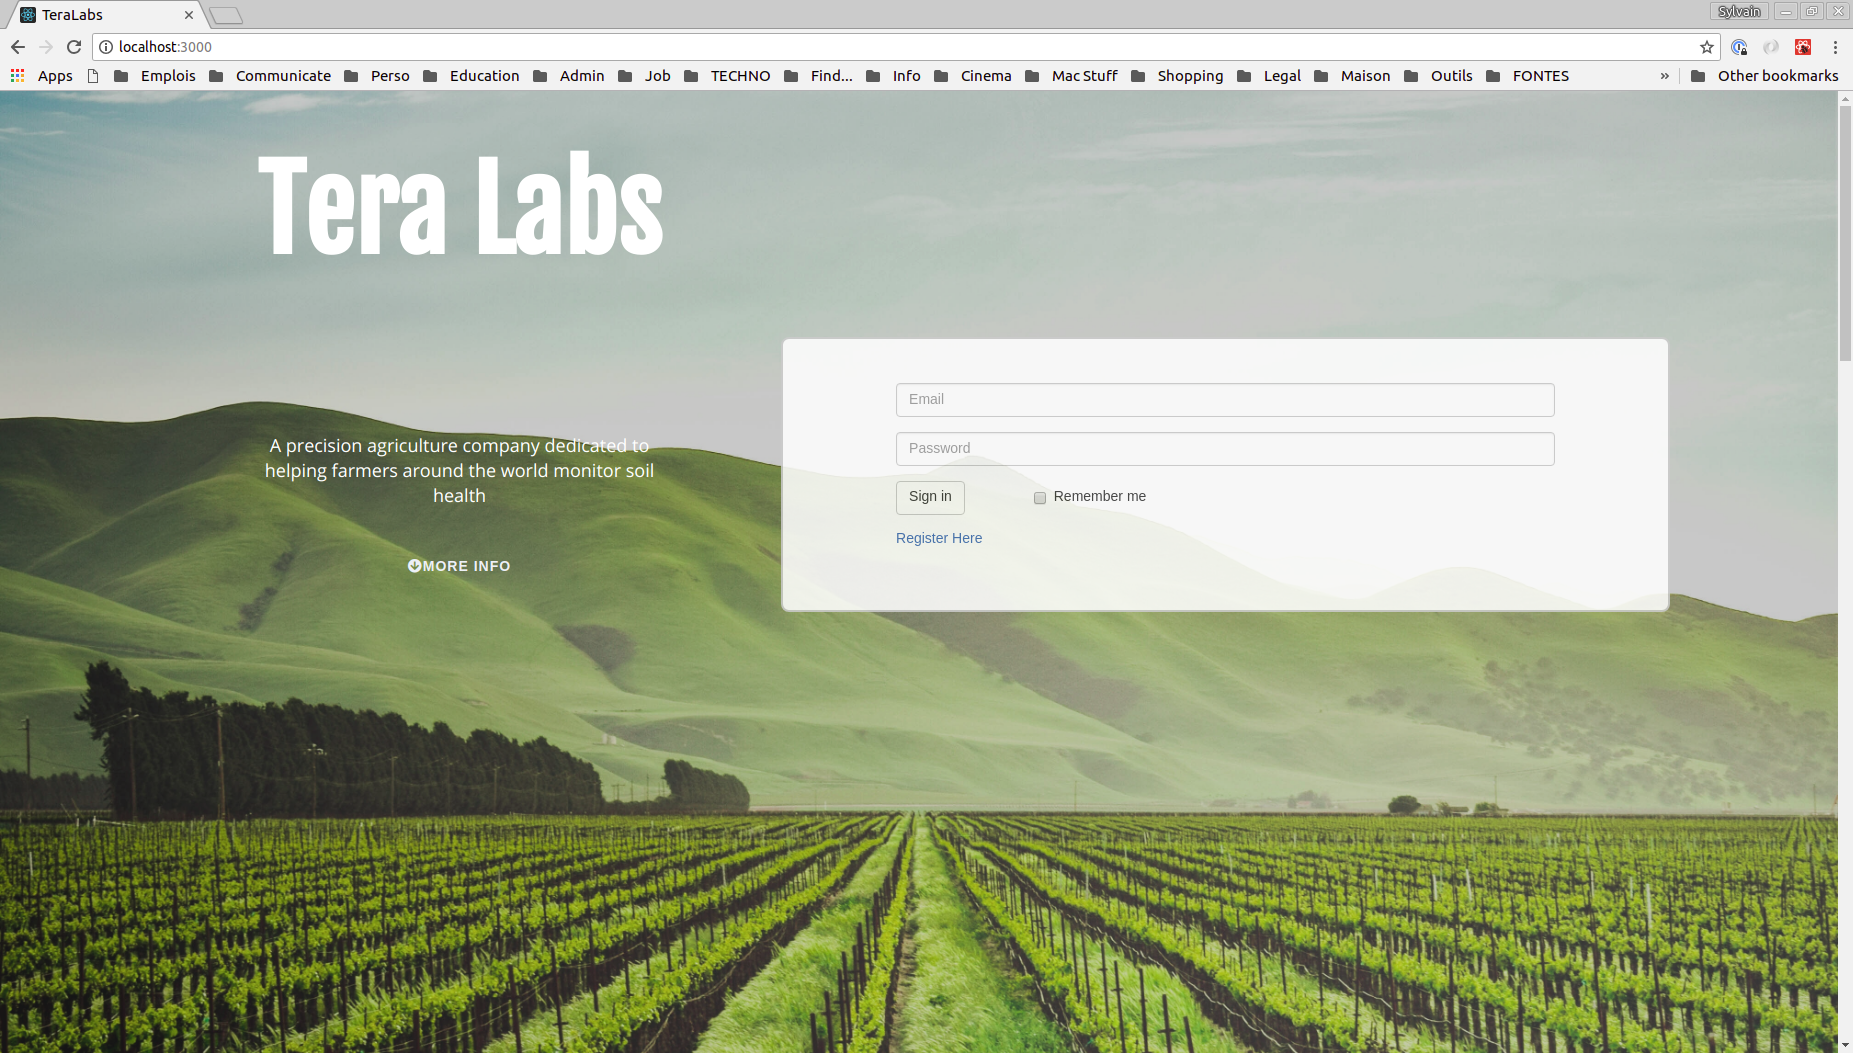 TeraLabs
Sylvain
localhost:3000
Apps Emplois Communicate Perso Education Admin Job TECHNO Find... Info Cinema Mac Stuff Shopping Legal Maison Outils FONTES » Other bookmarks
Tera Labs
A precision agriculture company dedicated to
helping farmers around the world monitor soil
health
MORE INFO
Email
Password
Sign in Remember me
Register Here